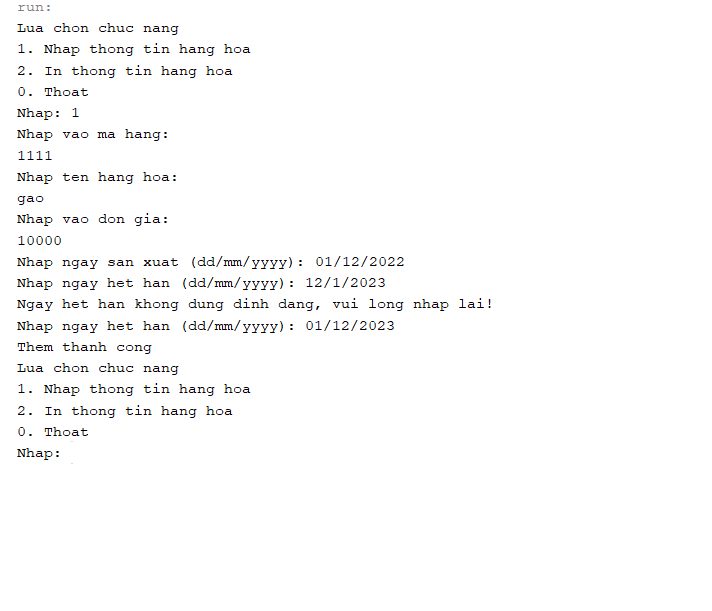 run:
Lua chon chuc nang
1. Nhap thong tin hang hoa
2. In thong tin hang hoa
0. Thoat
Nhap: 1
Nhap vao ma hang:
1111
Nhap ten hang hoa:
gao
Nhap vao don gia:
10000
Nhap ngay san xuat (dd/mm/yyyy): 01/12/2022
Nhap ngay het han (dd/mm/yyyy): 12/1/2023
Ngay het han khong dung dinh dang, vui long nhap lai!
Nhap ngay het han (dd/mm/yyyy): 01/12/2023
Them thanh cong
Lua chon chuc nang
1. Nhap thong tin hang hoa
2. In thong tin hang hoa
0. Thoat
Nhap: